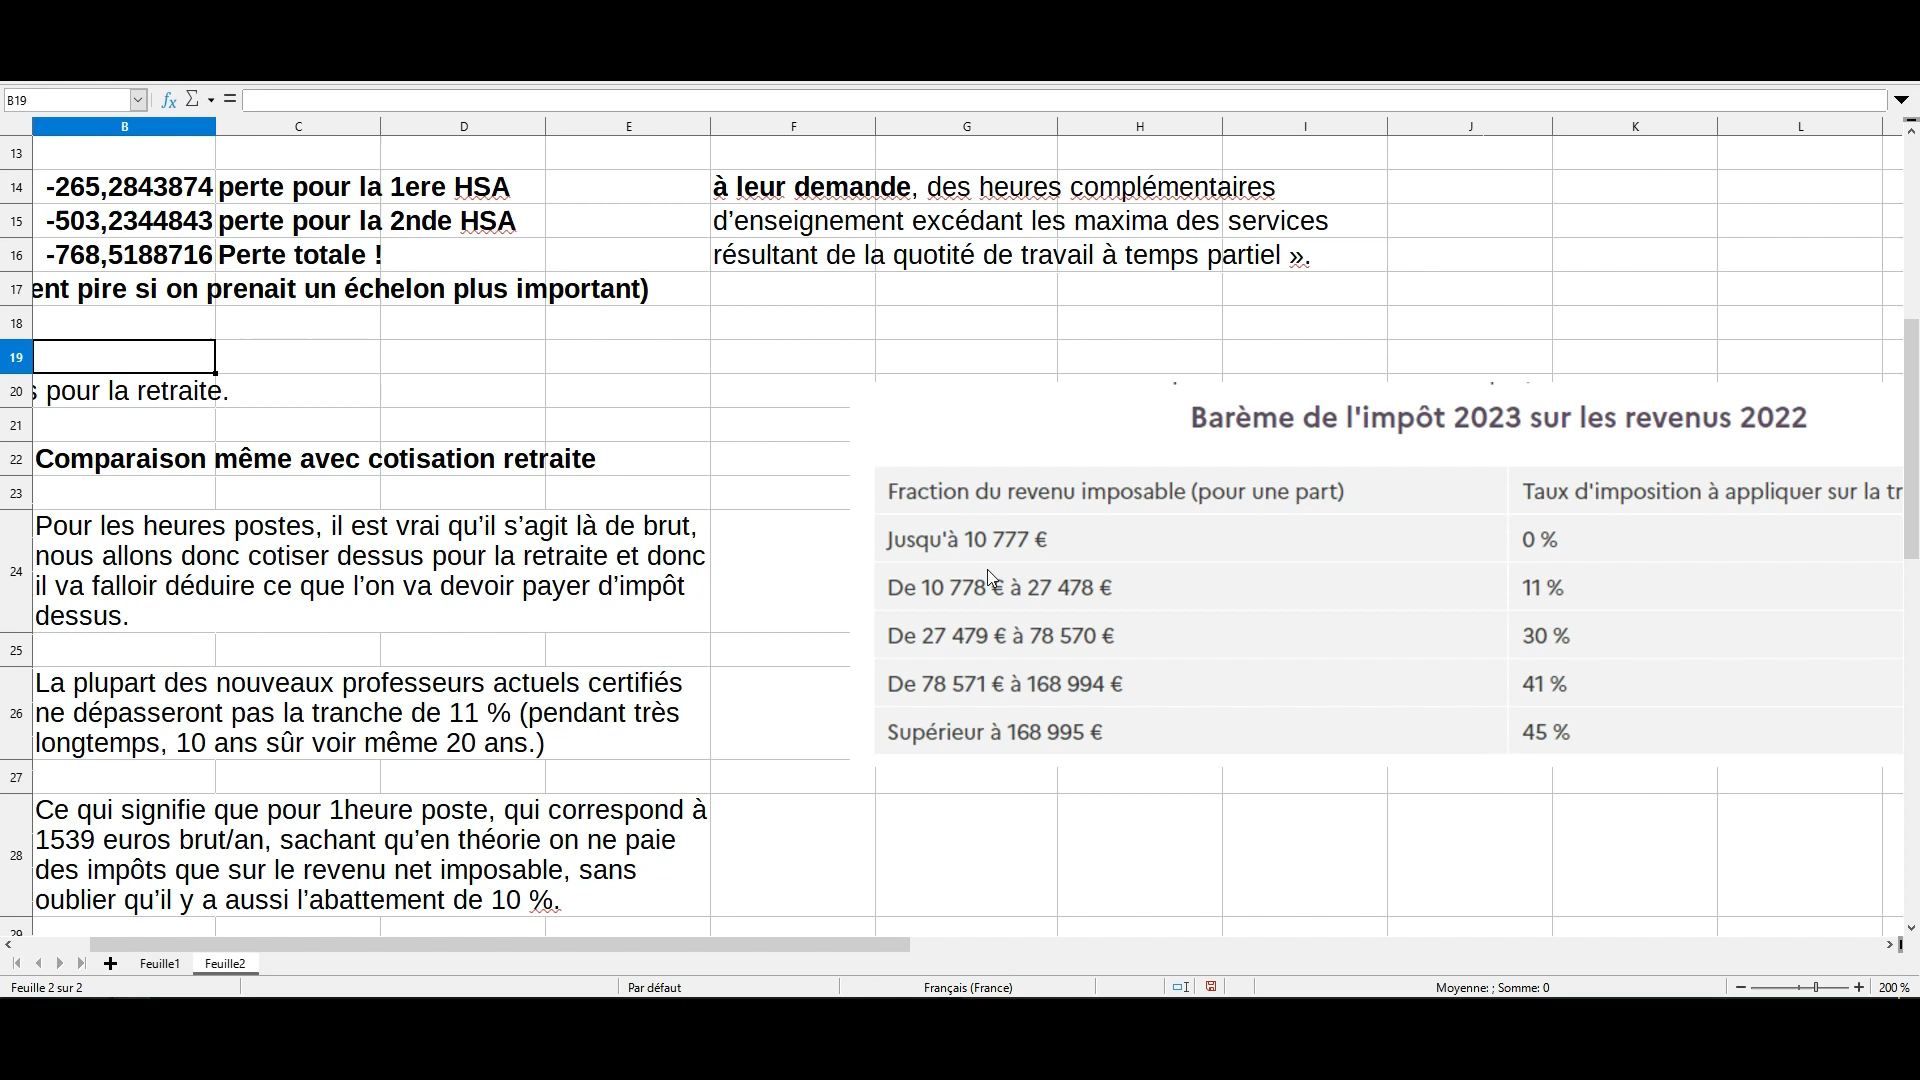 B19
fx Σ =
B C D E F G H I J K L
13
14 -265,2843874 perte pour la 1ere HSA à leur demande, des heures complémentaires
15 -503,2344843 perte pour la 2nde HSA d’enseignement excédant les maxima des services
16 -768,5188716 Perte totale ! résultant de la quotité de travail à temps partiel ».
17 ent pire si on prenait un échelon plus important)
18
19
20 s pour la retraite.
21
22 Comparaison même avec cotisation retraite
23
24
Pour les heures postes, il est vrai qu’il s’agit là de brut,
nous allons donc cotiser dessus pour la retraite et donc
il va falloir déduire ce que l’on va devoir payer d’impôt
dessus.
25
26
La plupart des nouveaux professeurs actuels certifiés
ne dépasseront pas la tranche de 11 % (pendant très
longtemps, 10 ans sûr voir même 20 ans.)
27
28
Ce qui signifie que pour 1heure poste, qui correspond à
1539 euros brut/an, sachant qu’en théorie on ne paie
des impôts que sur le revenu net imposable, sans
oublier qu’il y a aussi l’abattement de 10 %.
29
Barème de l'impôt 2023 sur les revenus 2022
Fraction du revenu imposable (pour une part) Taux d'imposition à appliquer sur la tr
Jusqu'à 10 777 € 0 %
De 10 778 € à 27 478 € 11 %
De 27 479 € à 78 570 € 30 %
De 78 571 € à 168 994 € 41 %
Supérieur à 168 995 € 45 %
Feuille1 Feuille2
Feuille 2 sur 2 Par défaut Français (France) Moyenne: ; Somme: 0 200 %